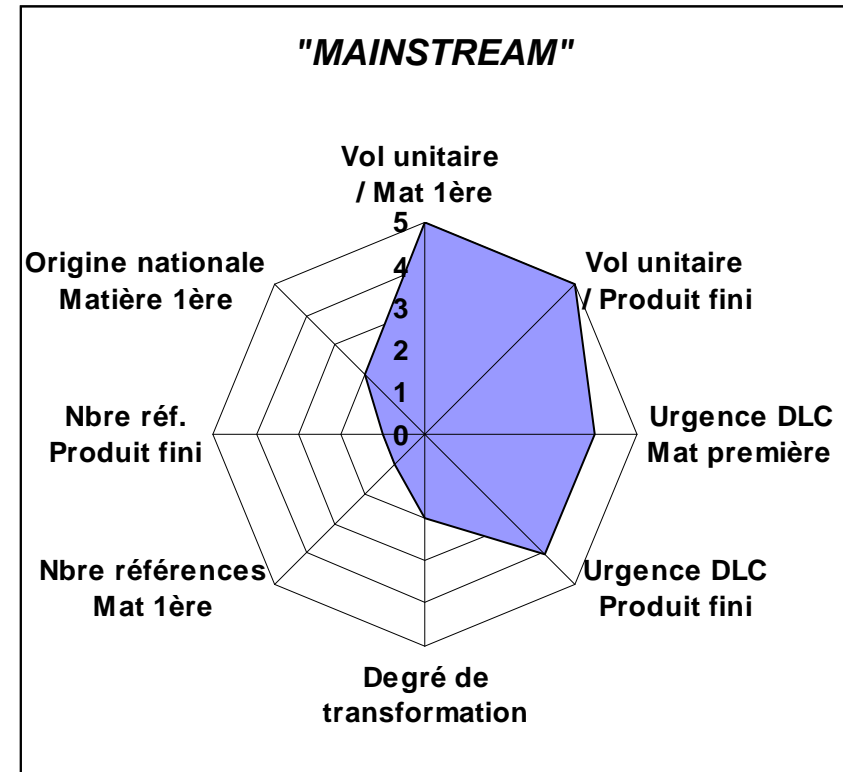 "MAINSTREAM"
Vol unitaire
/ Mat 1ère
Vol unitaire
/ Produit fini
Urgence DLC
Mat première
Urgence DLC
Produit fini
Degré de
transformation
Nbre références
Mat 1ère
Nbre réf.
Produit fini
Origine nationale
Matière 1ère
5
4
3
2
1
0